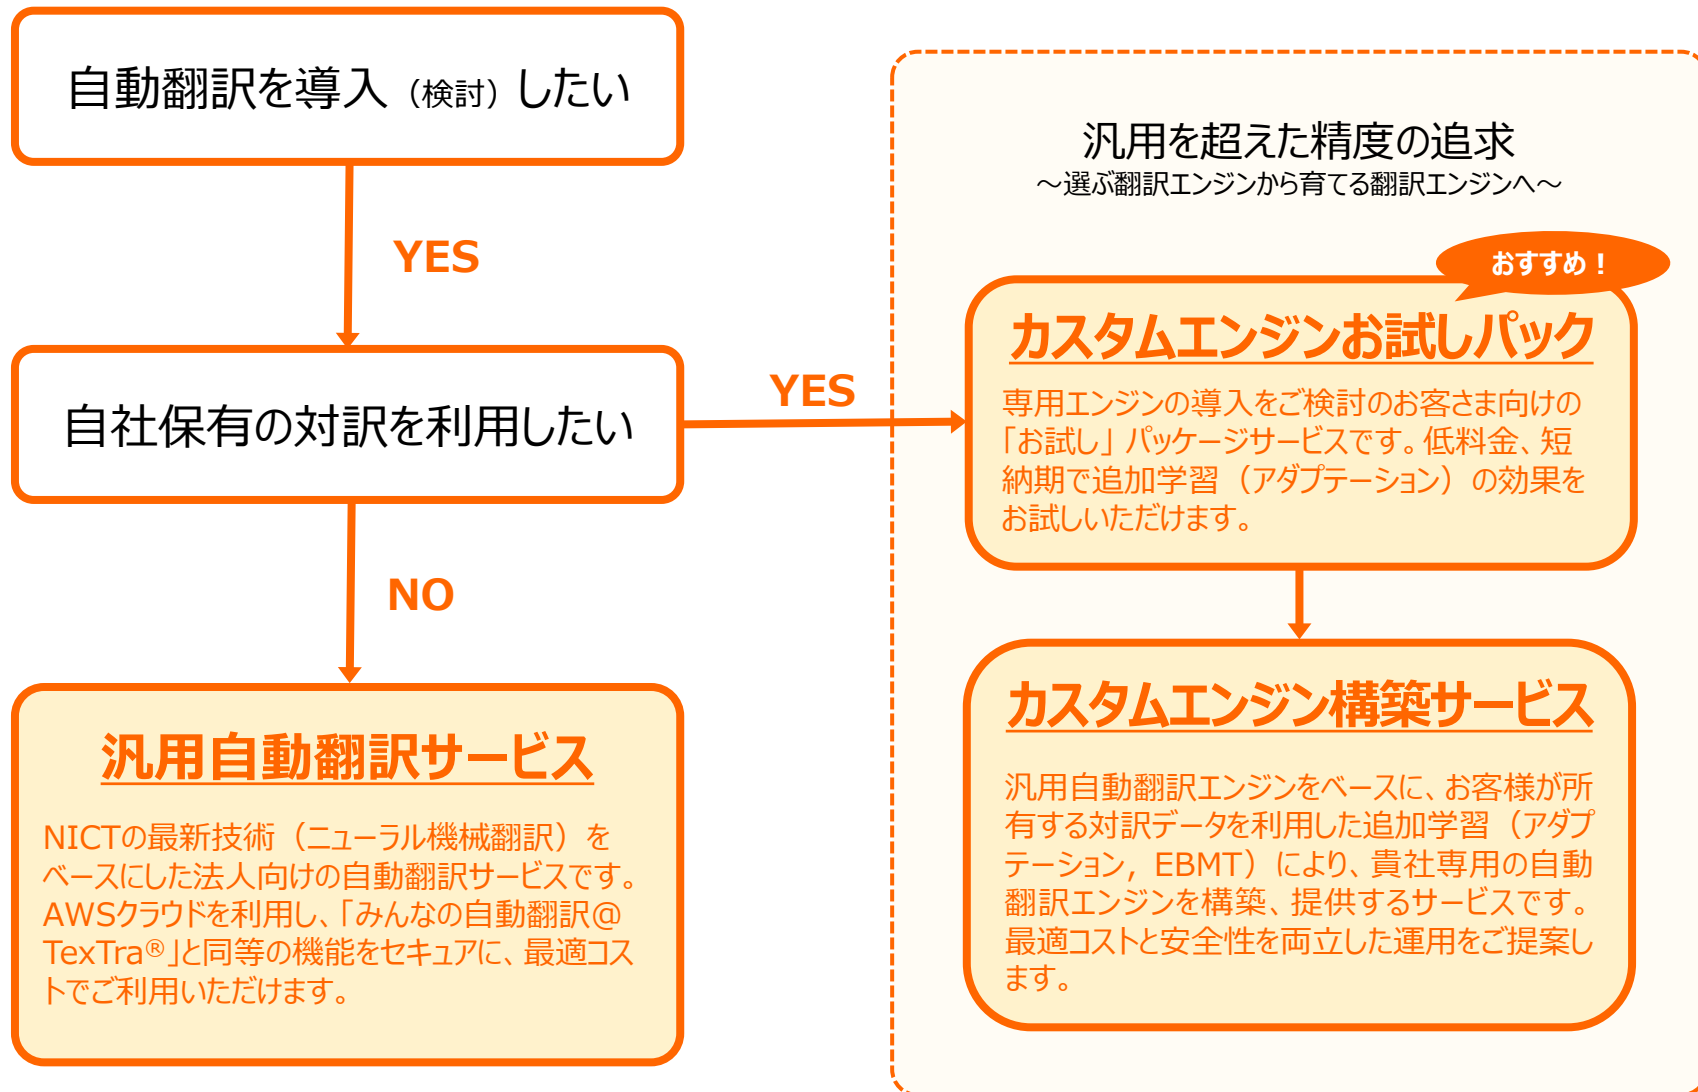 自動翻訳を導入（検討）したい
YES
自社保有の対訳を利用したい
YES
NO
汎用自動翻訳サービス
NICTの最新技術（ニューラル機械翻訳）を
ベースにした法人向けの自動翻訳サービスです。
AWSクラウドを利用し、「みんなの自動翻訳@
TexTra®」と同等の機能をセキュアに、最適コス
トでご利用いただけます。
汎用を超えた精度の追求
～選ぶ翻訳エンジンから育てる翻訳エンジンへ～
おすすめ！
カスタムエンジンお試しパック
専用エンジンの導入をご検討のお客さま向けの
「お試し」パッケージサービスです。低料金、短
納期で追加学習（アダプテーション）の効果を
お試しいただけます。
カスタムエンジン構築サービス
汎用自動翻訳エンジンをベースに、お客様が所
有する対訳データを利用した追加学習（アダプ
テーション, EBMT）により、貴社専用の自動
翻訳エンジンを構築、提供するサービスです。
最適コストと安全性を両立した運用をご提案し
ます。